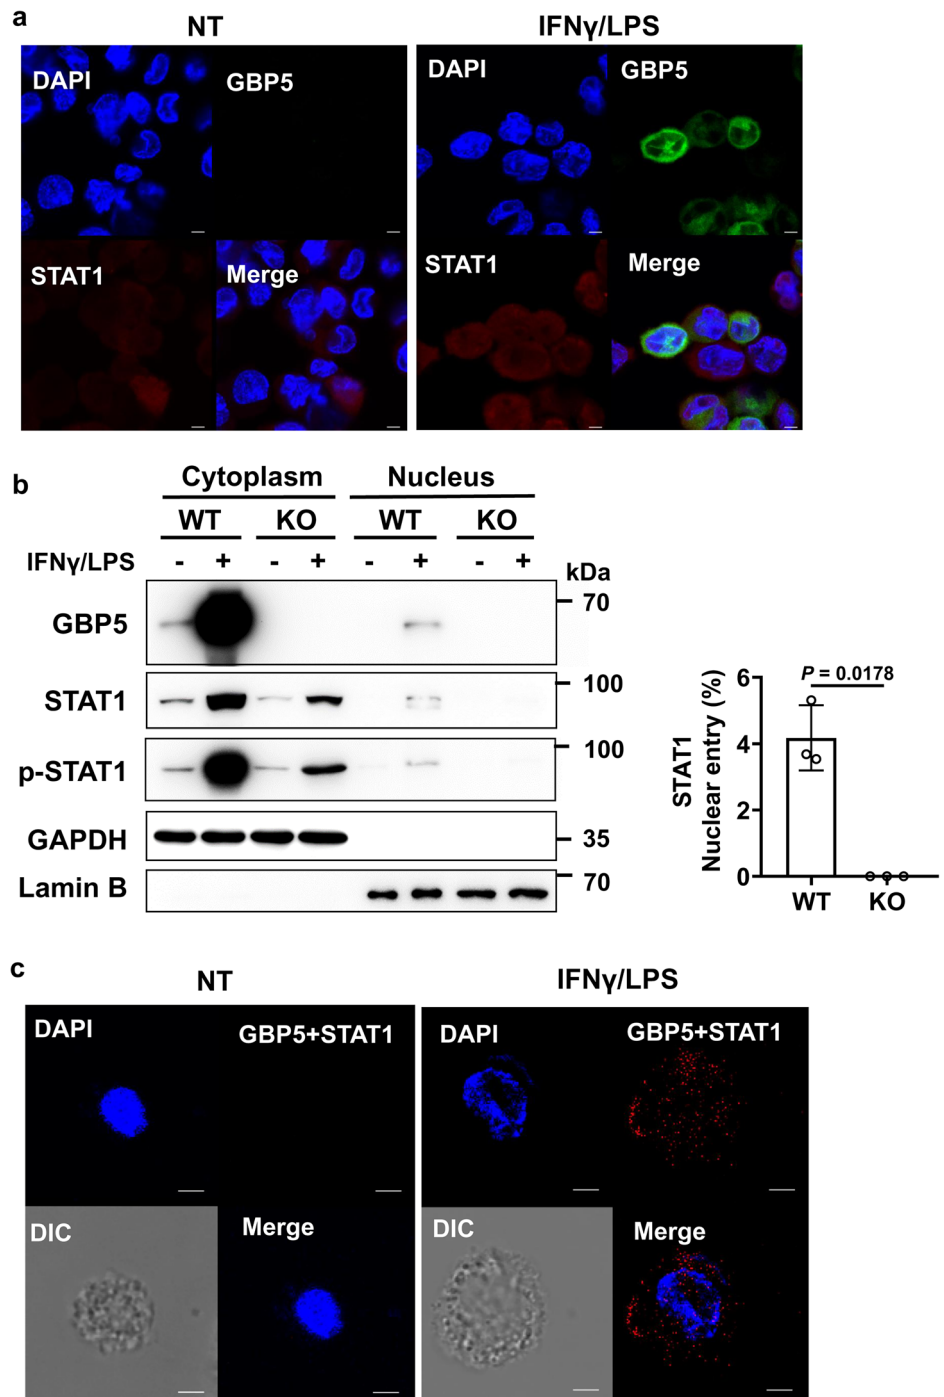 a
NT
IFNγ/LPS
DAPI
GBP5
DAPI
GBP5
STAT1
Merge
STAT1
Merge
b
Cytoplasm
Nucleus
WT
KO
WT
KO
IFNγ/LPS - + - + - + - +
kDa
GBP5
70
STAT1
100
p-STAT1
100
GAPDH
35
Lamin B
70
STAT1
Nuclear entry (%)
P = 0.0178
6
4
2
0
WT
KO
c
NT
IFNγ/LPS
DAPI
GBP5+STAT1
DAPI
GBP5+STAT1
DIC
Merge
DIC
Merge